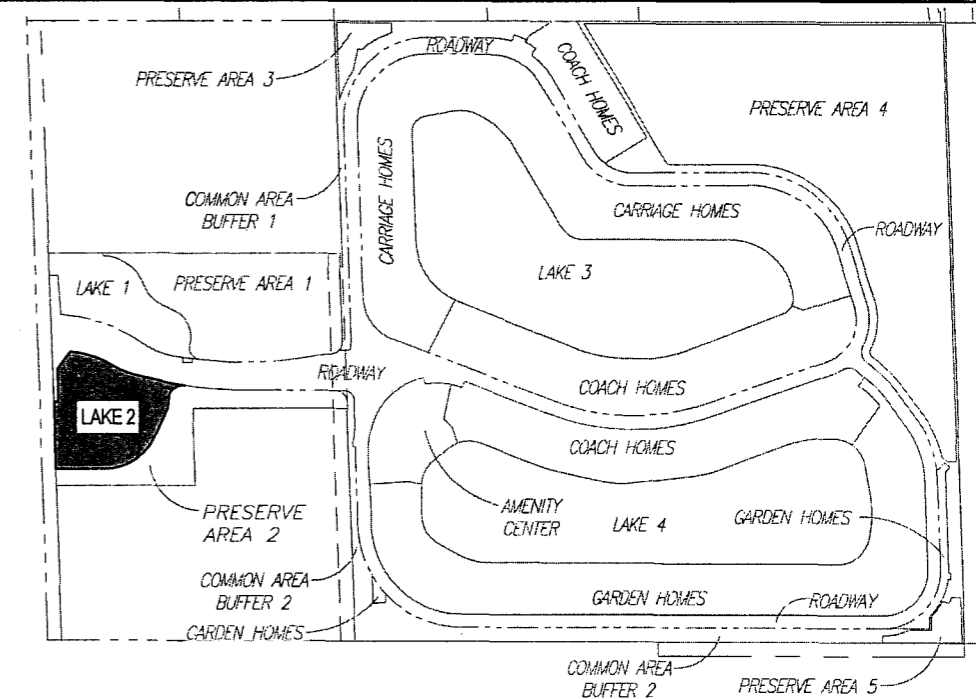 ROADWAY
COACH HOMES
PRESERVE AREA 3
PRESERVE AREA 4
CARRIAGE HOMES
COMMON AREA
BUFFER 1
CARRIAGE HOMES
ROADWAY
LAKE 1
PRESERVE AREA 1
LAKE 3
ROADWAY
COACH HOMES
LAKE 2
COACH HOMES
PRESERVE
AREA 2
AMENITY
CENTER
LAKE 4
GARDEN HOMES
COMMON AREA
BUFFER 2
GARDEN HOMES
ROADWAY
GARDEN HOMES
COMMON AREA
BUFFER 2
PRESERVE AREA 5